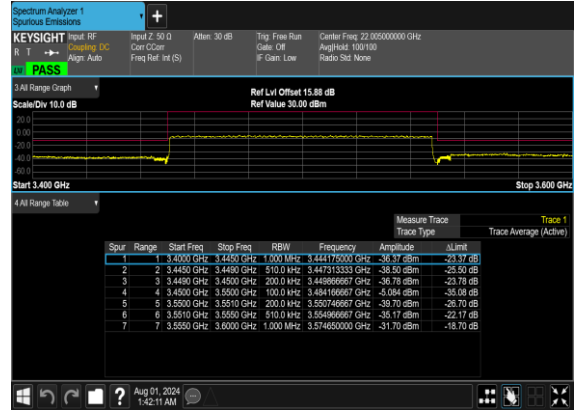 Spectrum Analyzer 1
Spurious Emissions
+
KEYSIGHT Input: RF Input Z: 50 Ω Atten: 30 dB Trig: Free Run Center Freq: 22.005000000 GHz
R T Coupling: DC Corr CCorr Gate: Off Avg|Hold: 100/100
Align: Auto Freq Ref: Int (S) IF Gain: Low Radio Std: None
PASS
3 All Range Graph
Ref Lvl Offset 15.88 dB
Scale/Div 10.0 dB Ref Value 30.00 dBm
20.0
0.00
-20.0
-40.0
-60.0
Start 3.400 GHz Stop 3.600 GHz
4 All Range Table
Measure Trace Trace 1
Trace Type Trace Average (Active)
Spur Range Start Freq Stop Freq RBW Frequency Amplitude ΔLimit
1 1 3.4000 GHz 3.4450 GHz 1.000 MHz 3.444175000 GHz -36.37 dBm -23.37 dB
2 2 3.4450 GHz 3.4490 GHz 510.0 kHz 3.447313333 GHz -38.50 dBm -25.50 dB
3 3 3.4490 GHz 3.4500 GHz 200.0 kHz 3.449866667 GHz -36.78 dBm -23.78 dB
4 4 3.4500 GHz 3.5500 GHz 100.0 kHz 3.484166667 GHz -5.084 dBm -35.08 dB
5 5 3.5500 GHz 3.5510 GHz 200.0 kHz 3.550746667 GHz -39.70 dBm -26.70 dB
6 6 3.5510 GHz 3.5550 GHz 510.0 kHz 3.554966667 GHz -35.17 dBm -22.17 dB
7 7 3.5550 GHz 3.6000 GHz 1.000 MHz 3.574650000 GHz -31.70 dBm -18.70 dB
? Aug 01, 2024
1:42:11 AM